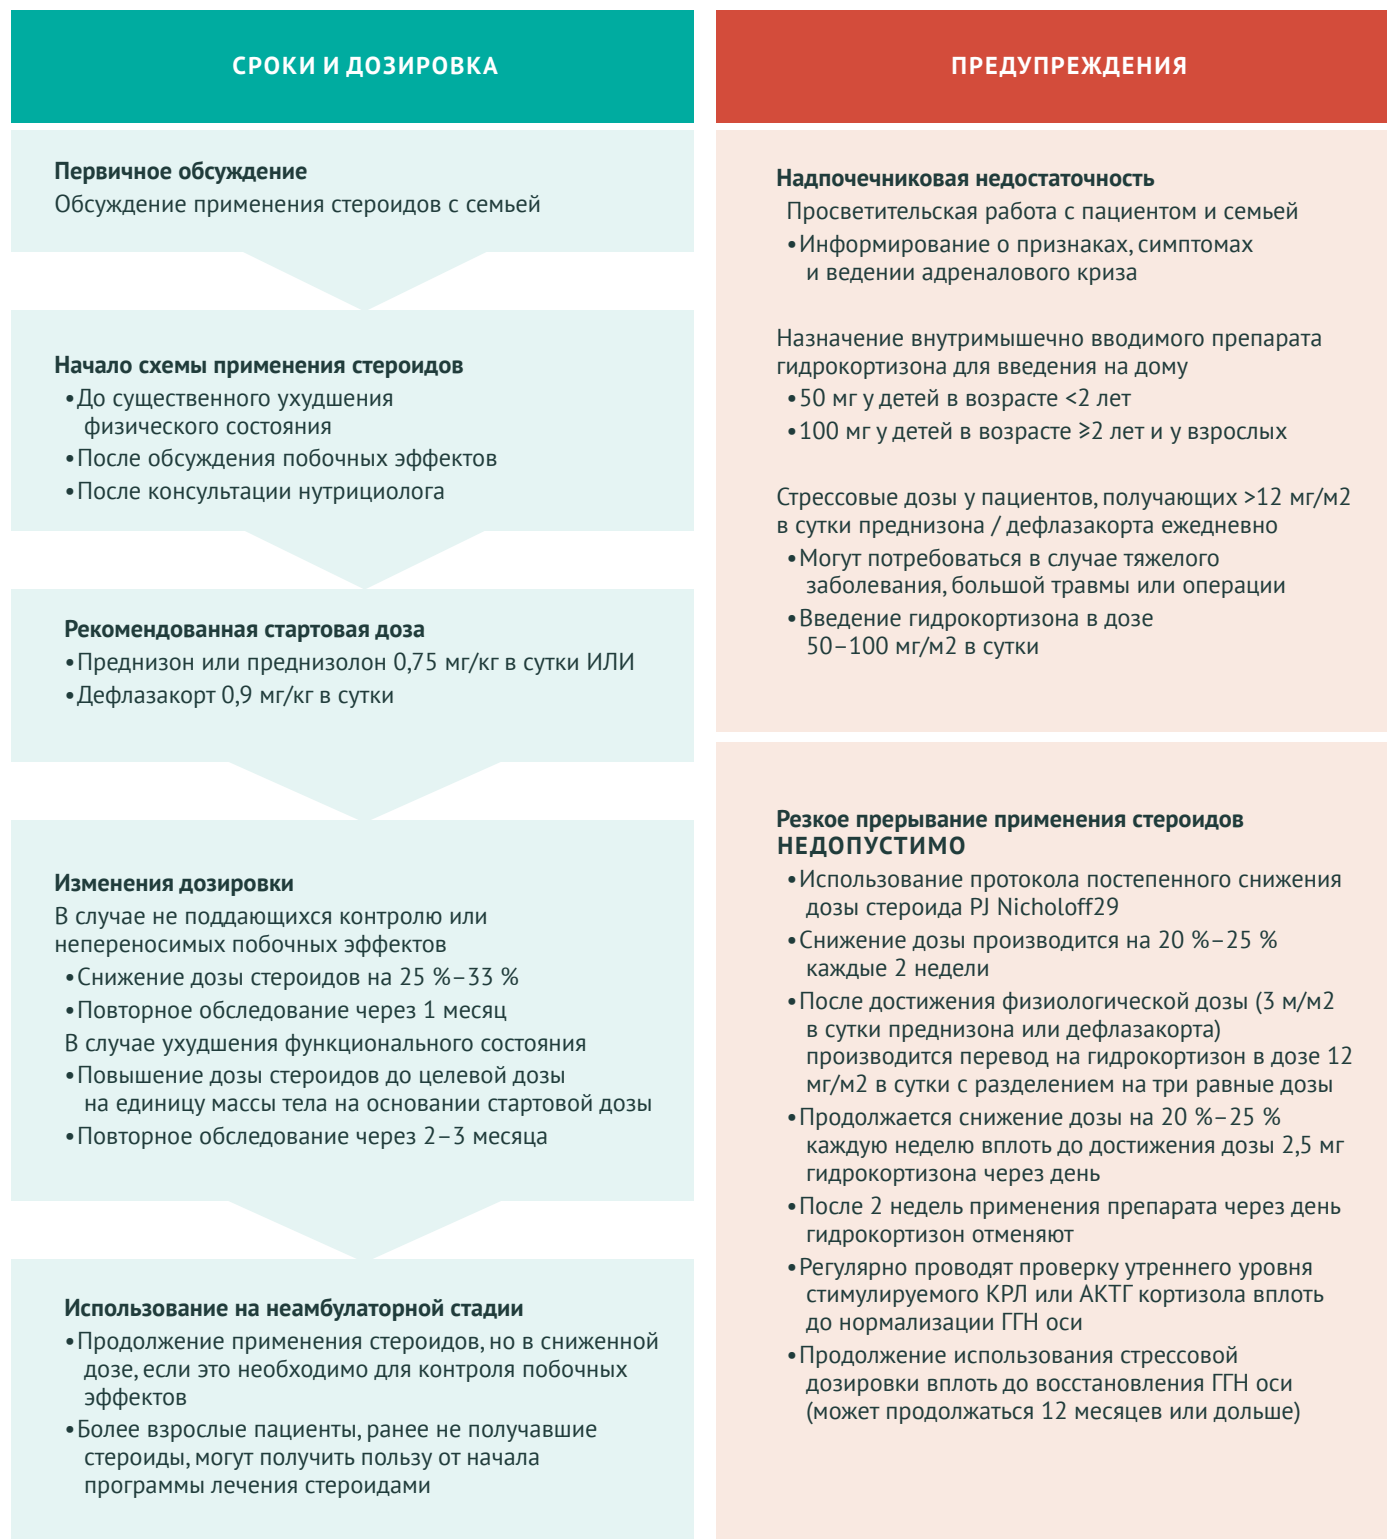 СРОКИ И ДОЗИРОВКА
Первичное обсуждение
Обсуждение применения стероидов с семьей
Начало схемы применения стероидов
•До существенного ухудшения
физического состояния
•После обсуждения побочных эффектов
•После консультации нутрициолога
Рекомендованная стартовая доза
•Преднизон или преднизолон 0,75 мг/кг в сутки ИЛИ
•Дефлазакорт 0,9 мг/кг в сутки
Изменения дозировки
В случае не поддающихся контролю или
непереносимых побочных эффектов
•Снижение дозы стероидов на 25 %–33 %
•Повторное обследование через 1 месяц
В случае ухудшения функционального состояния
•Повышение дозы стероидов до целевой дозы
на единицу массы тела на основании стартовой дозы
•Повторное обследование через 2–3 месяца
Использование на неамбулаторной стадии
•Продолжение применения стероидов, но в сниженной
дозе, если это необходимо для контроля побочных
эффектов
•Более взрослые пациенты, ранее не получавшие
стероиды, могут получить пользу от начала
программы лечения стероидами
ПРЕДУПРЕЖДЕНИЯ
Надпочечниковая недостаточность
Просветительская работа с пациентом и семьей
•Информирование о признаках, симптомах
и ведении адреналового криза
Назначение внутримышечно вводимого препарата
гидрокортизона для введения на дому
•50 мг у детей в возрасте <2 лет
•100 мг у детей в возрасте ⩾2 лет и у взрослых
Стрессовые дозы у пациентов, получающих >12 мг/м2
в сутки преднизона / дефлазакорта ежедневно
•Могут потребоваться в случае тяжелого
заболевания, большой травмы или операции
•Введение гидрокортизона в дозе
50–100 мг/м2 в сутки
Резкое прерывание применения стероидов
НЕДОПУСТИМО
•Использование протокола постепенного снижения
дозы стероида PJ Nicholoff29
•Снижение дозы производится на 20 %–25 %
каждые 2 недели
•После достижения физиологической дозы (3 м/м2
в сутки преднизона или дефлазакорта)
производится перевод на гидрокортизон в дозе 12
мг/м2 в сутки с разделением на три равные дозы
•Продолжается снижение дозы на 20 %–25 %
каждую неделю вплоть до достижения дозы 2,5 мг
гидрокортизона через день
•После 2 недель применения препарата через день
гидрокортизон отменяют
•Регулярно проводят проверку утреннего уровня
стимулируемого КРЛ или АКТГ кортизола вплоть
до нормализации ГГН оси
•Продолжение использования стрессовой
дозировки вплоть до восстановления ГГН оси
(может продолжаться 12 месяцев или дольше)